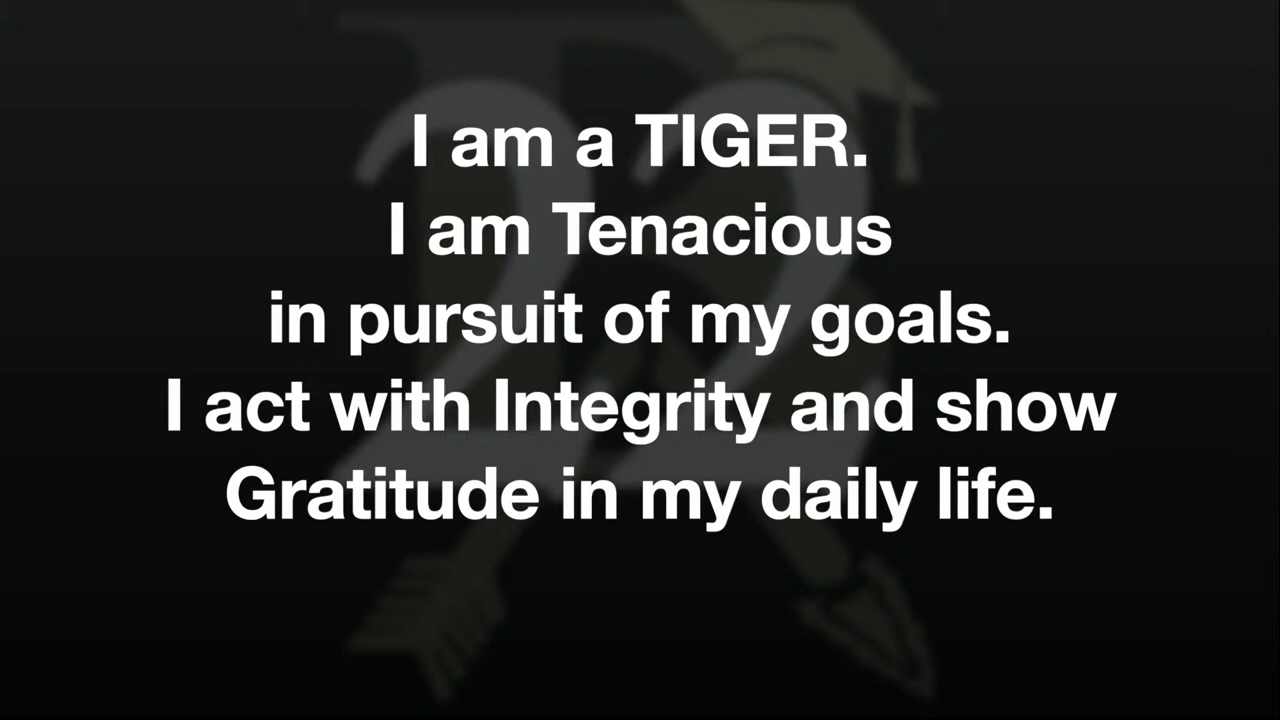 I am a TIGER.
I am Tenacious
in pursuit of my goals.
I act with Integrity and show
Gratitude in my daily life.
22